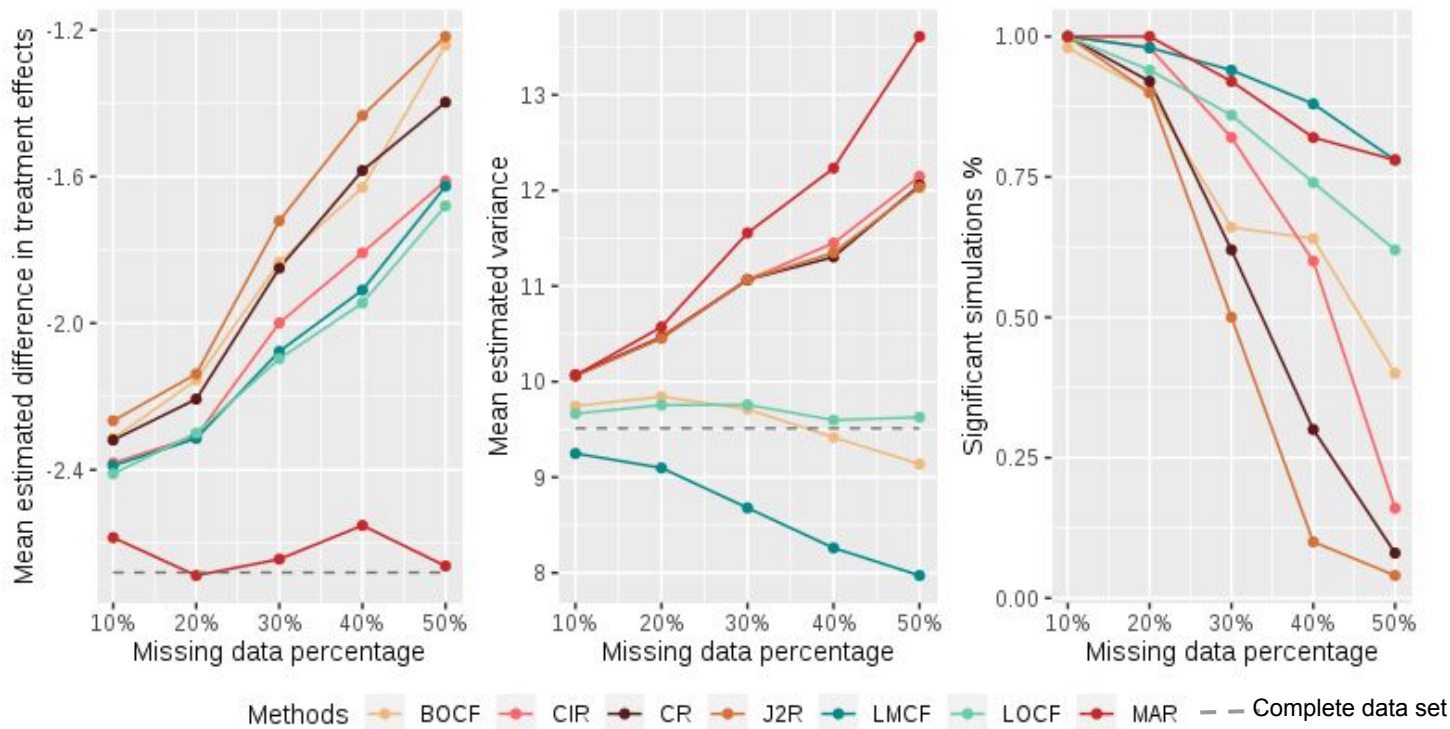 Mean estimated difference in treatment effects
-1.2
-1.6
-2.0
-2.4
10% 20% 30% 40% 50%
Missing data percentage
Mean estimated variance
13
12
11
10
9
8
10% 20% 30% 40% 50%
Missing data percentage
Significant simulations %
1.00
0.75
0.50
0.25
0.00
10% 20% 30% 40% 50%
Missing data percentage
Methods BOCF CIR CR J2R LMCF LOCF MAR Complete data set